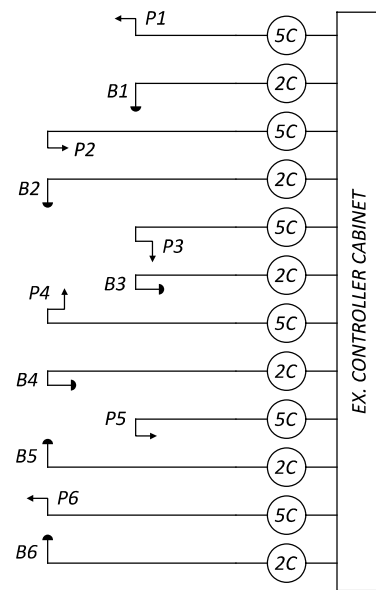 P1
5C
B1
2C
P2
5C
B2
2C
P3
5C
B3
2C
P4
5C
B4
2C
P5
5C
B5
2C
P6
5C
B6
2C
EX. CONTROLLER CABINET